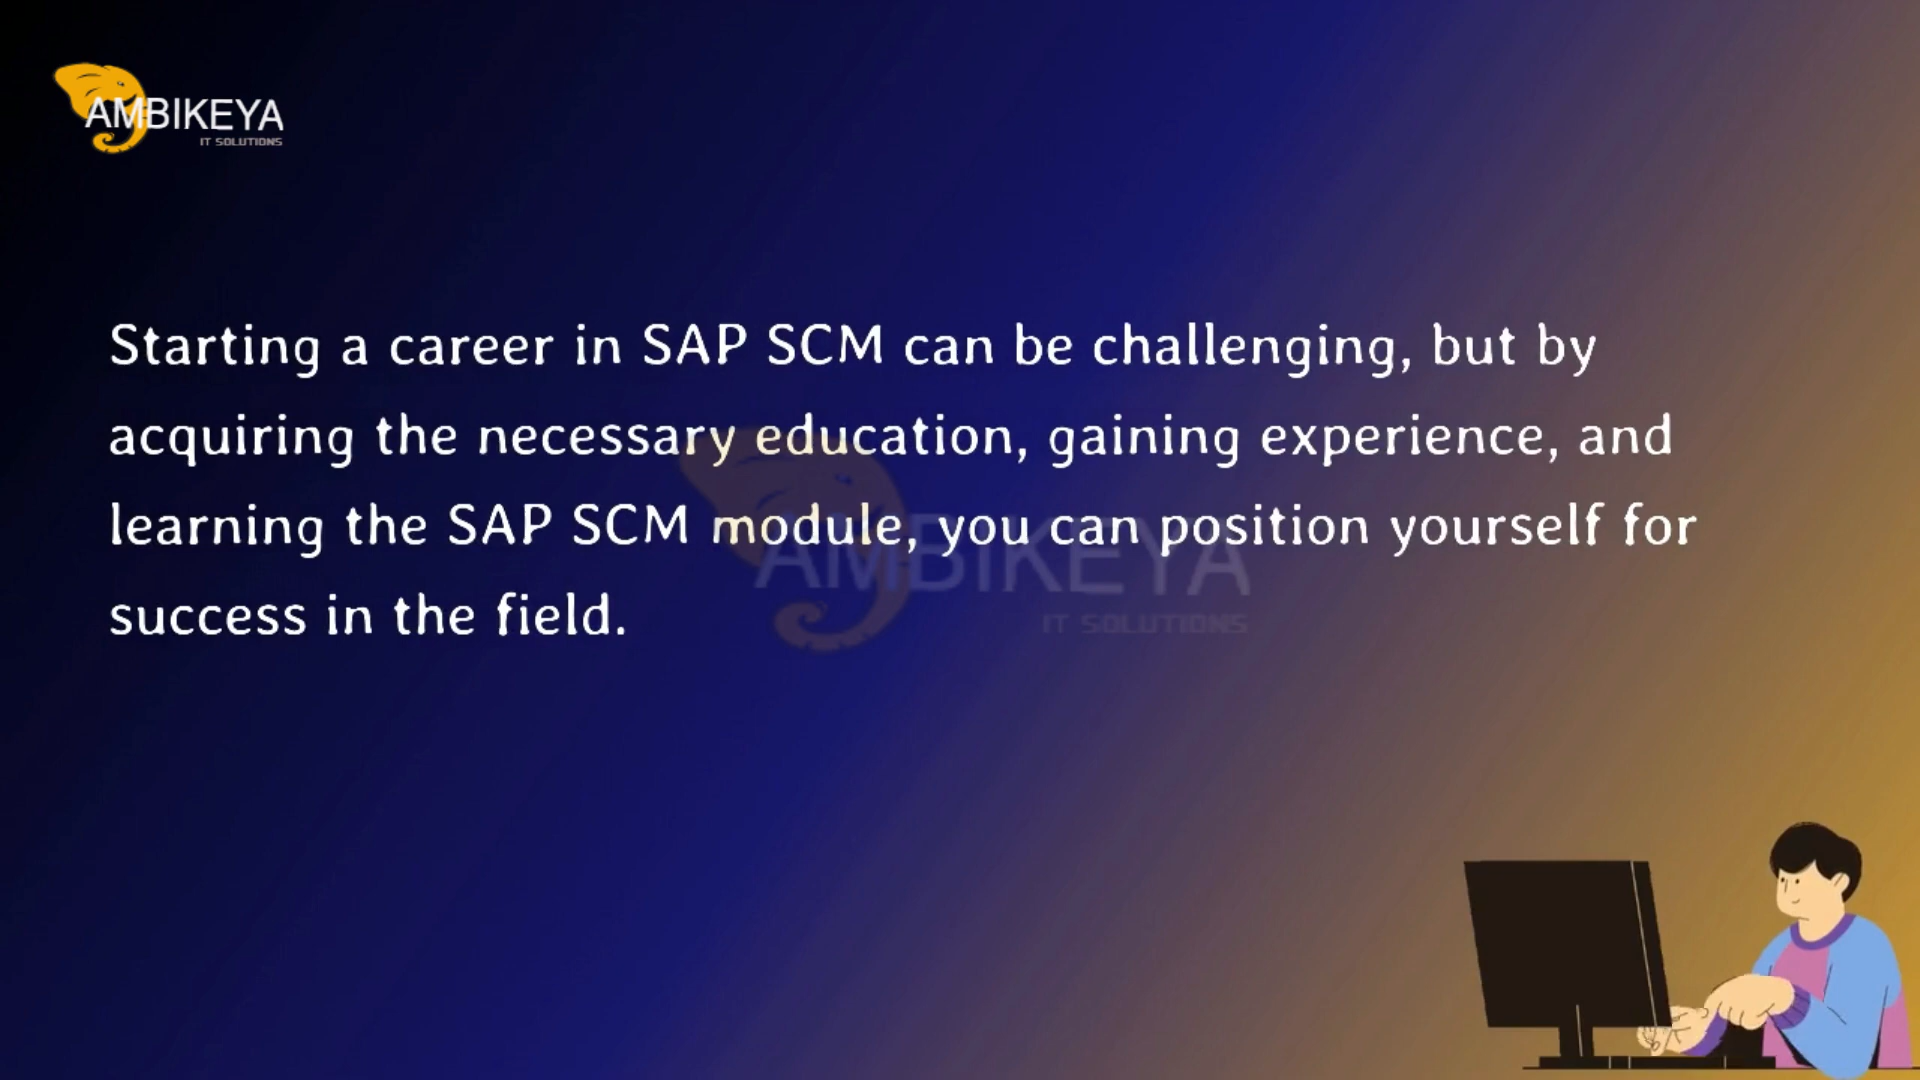 AMBIKEYA
IT SOLUTIONS
Starting a career in SAP SCM can be challenging, but by
acquiring the necessary education, gaining experience, and
learning the SAP SCM module, you can position yourself for
success in the field.
AMBIKEYA
IT SOLUTIONS